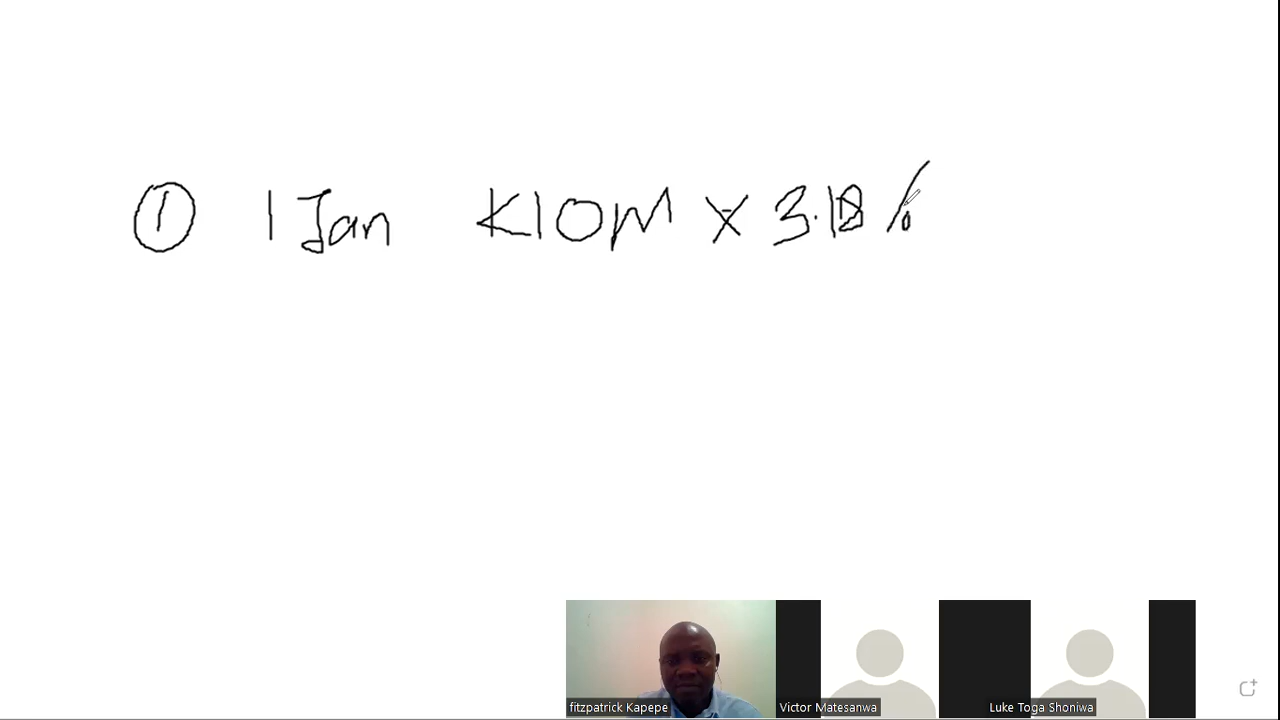 ① 1 Jan K10M × 3.18%
fitzpatrick Kapepe
Victor Matesanwa
Luke Toga Shoniwa